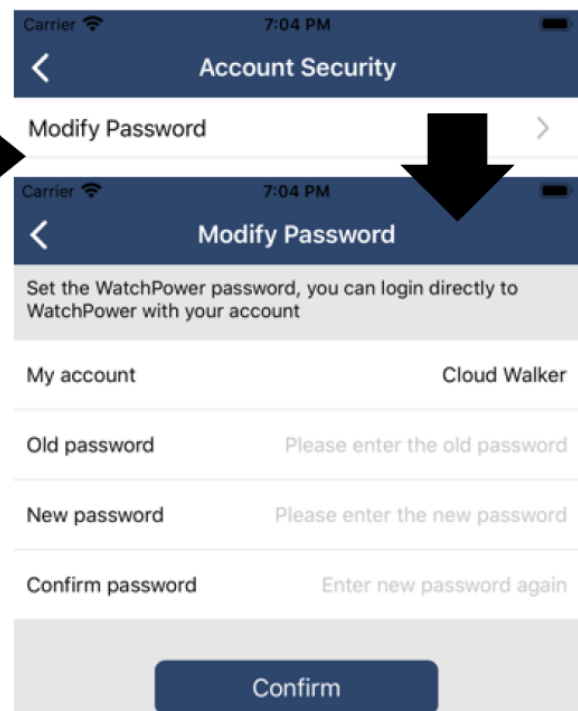 Carrier 7:04 PM
Account Security
Modify Password
Carrier 7:04 PM
Modify Password
Set the WatchPower password, you can login directly to
WatchPower with your account
My account Cloud Walker
Old password Please enter the old password
New password Please enter the new password
Confirm password Enter new password again
Confirm